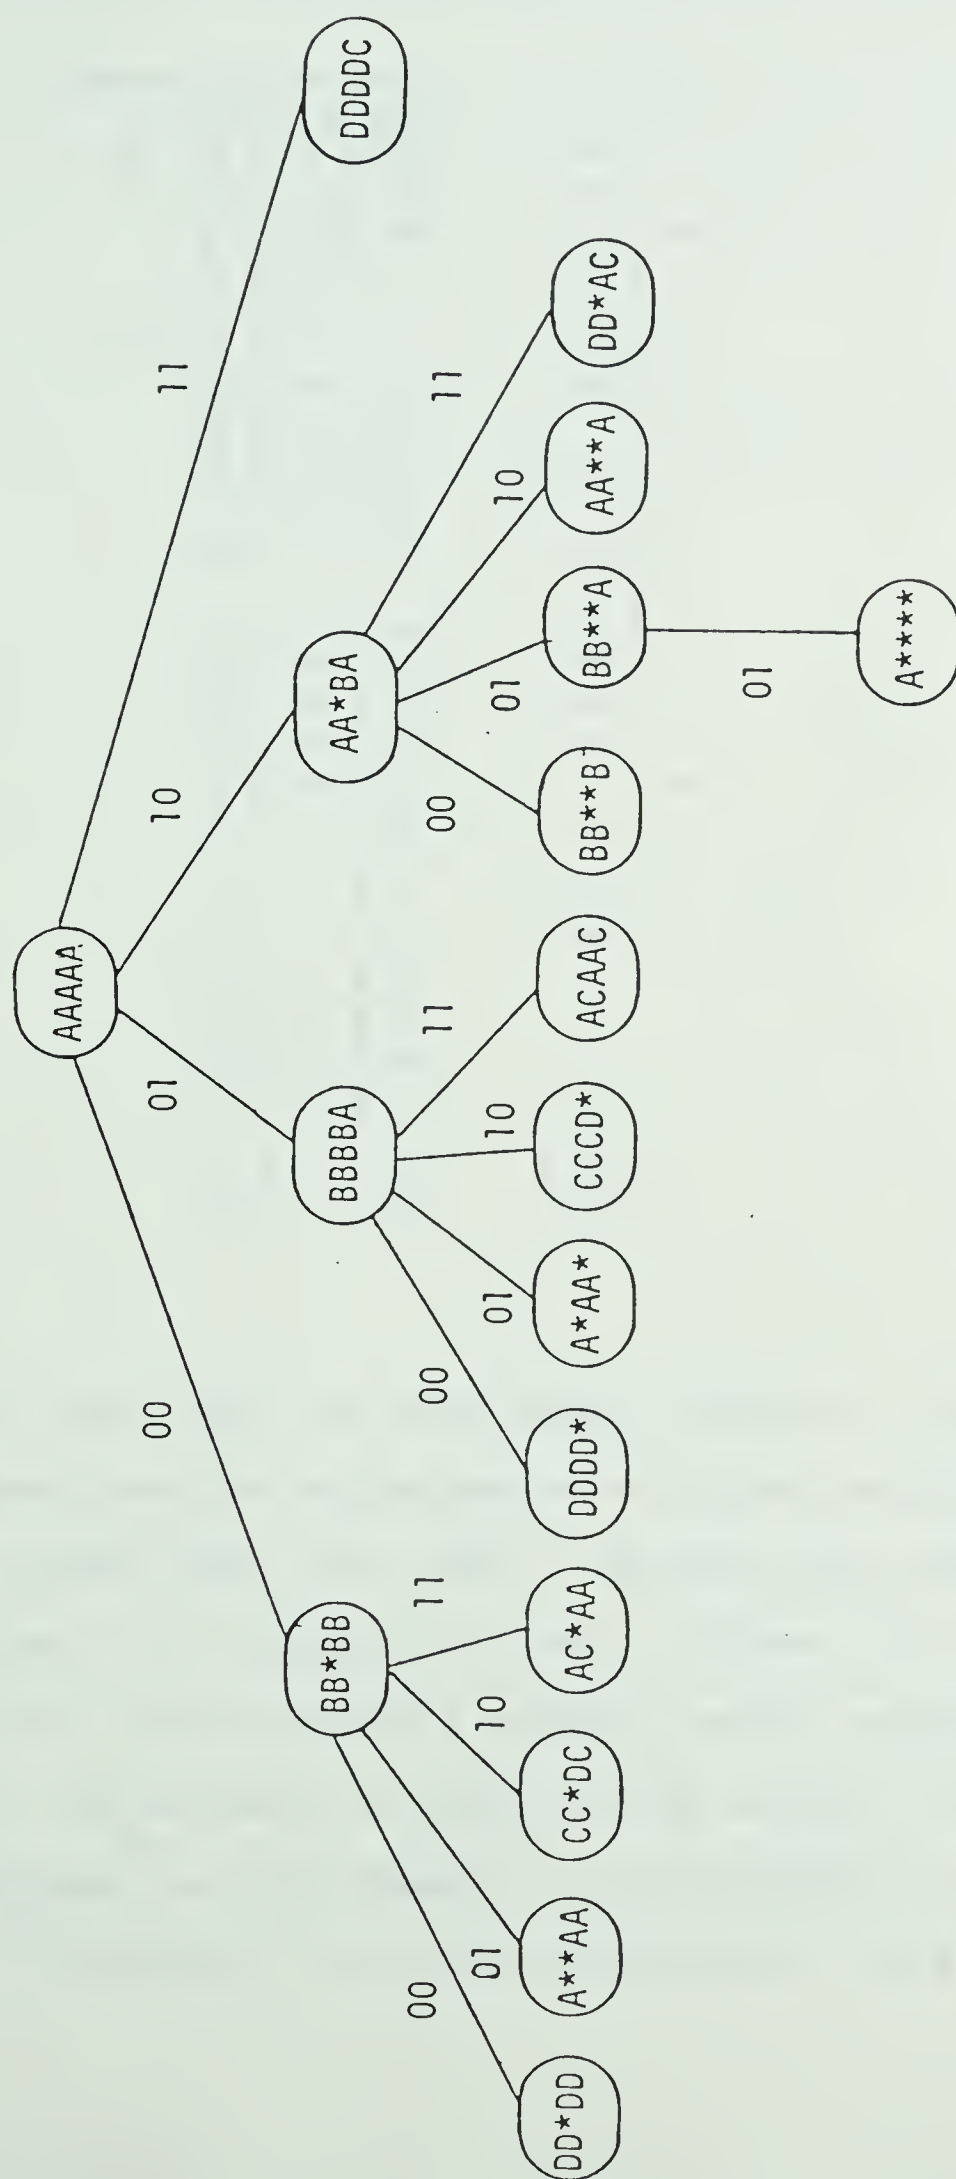 AAAAA
00
01
10
11
BB*BB
BBBBA
AA*BA
DDDDC
00
01
10
11
00
01
10
11
00
01
10
11
DD*DD
A**AA
CC*DC
AC*AA
DDDD*
A*AA*
CCCD*
ACAAC
BB**B
BB**A
AA**A
DD*AC
01
A****